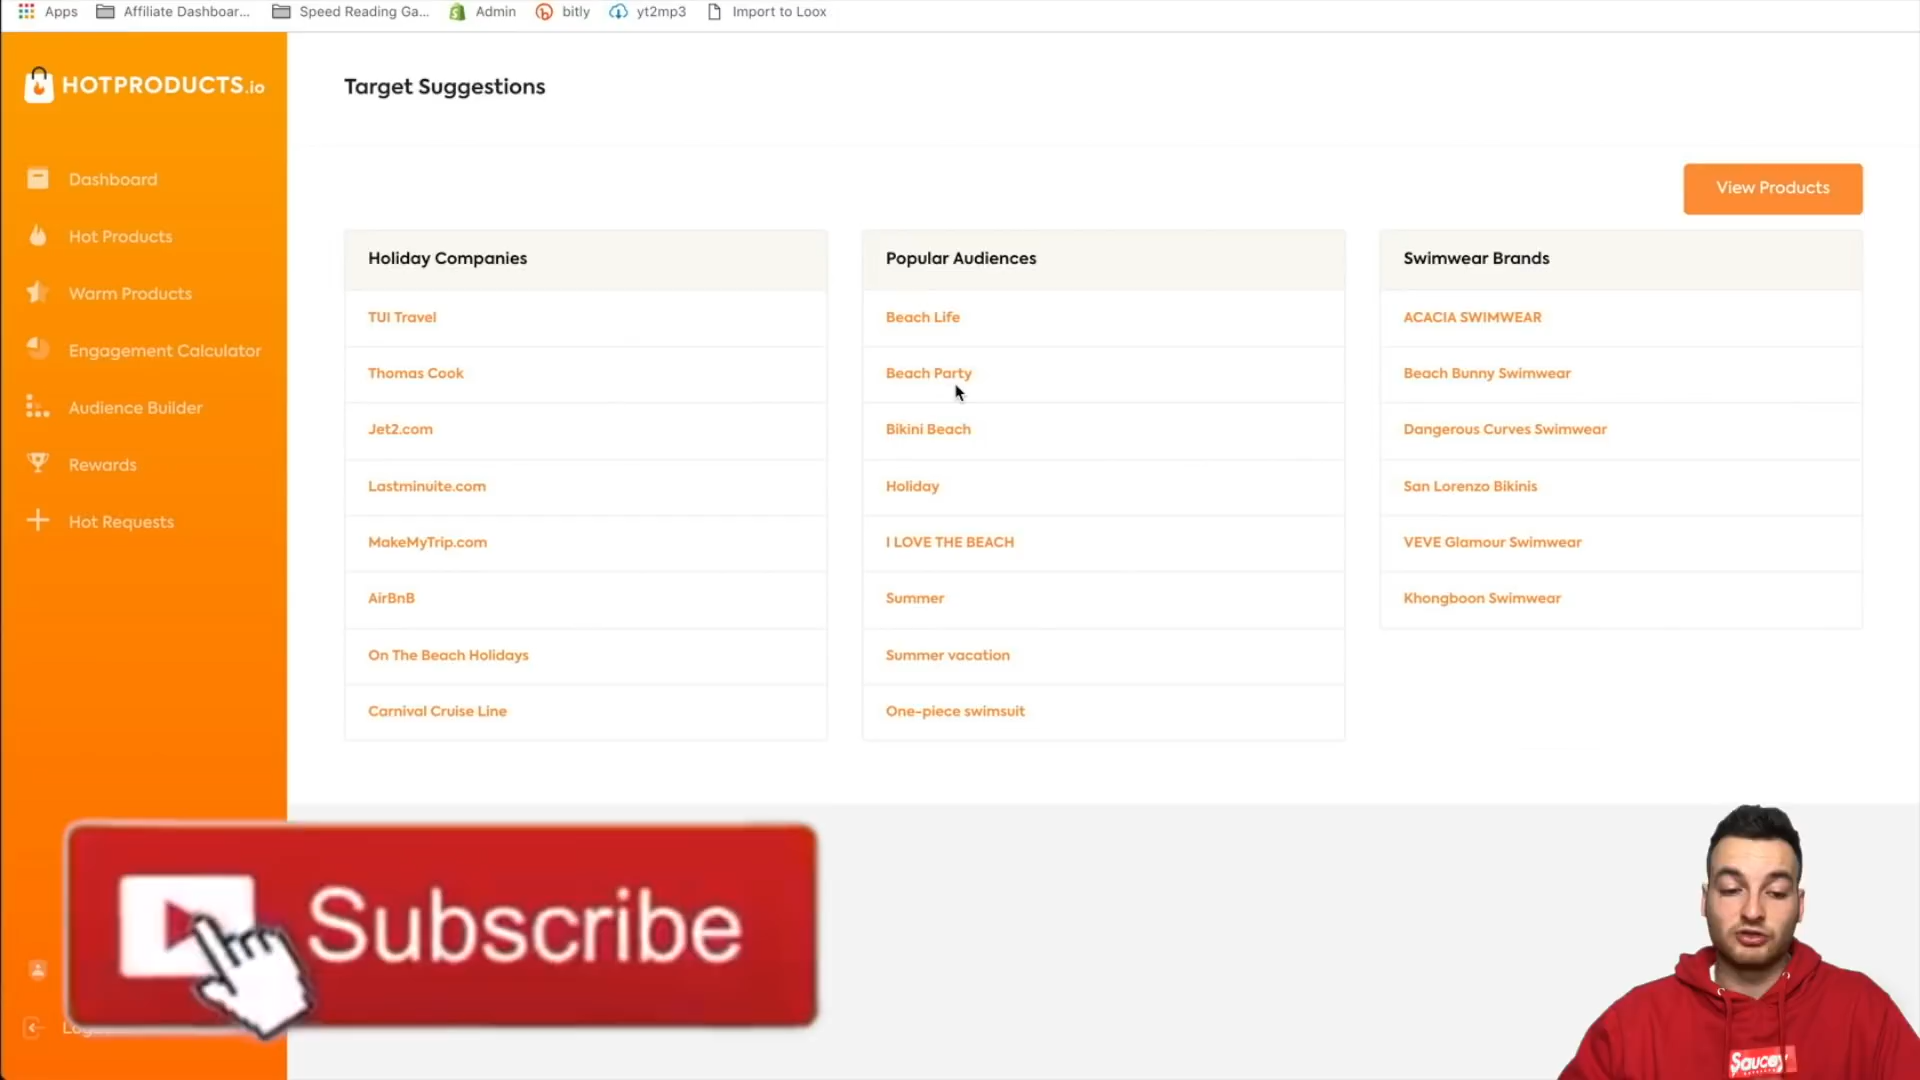 Apps
Affiliate Dashboar...
Speed Reading Ga...
Admin
bitly
yt2mp3
Import to Loox
HOTPRODUCTS.io
Dashboard
Hot Products
Warm Products
Engagement Calculator
Audience Builder
Rewards
Hot Requests
Target Suggestions
View Products
Holiday Companies
TUI Travel
Thomas Cook
Jet2.com
Lastminuite.com
MakeMyTrip.com
AirBnB
On The Beach Holidays
Carnival Cruise Line
Popular Audiences
Beach Life
Beach Party
Bikini Beach
Holiday
I LOVE THE BEACH
Summer
Summer vacation
One-piece swimsuit
Swimwear Brands
ACACIA SWIMWEAR
Beach Bunny Swimwear
Dangerous Curves Swimwear
San Lorenzo Bikinis
VEVE Glamour Swimwear
Khongboon Swimwear
Subscribe
Saucey